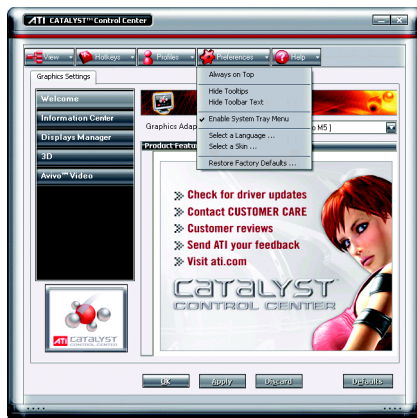 ATI CATALYST™ Control Center
View
Hotkeys
Profiles
Preferences
Help
Always on Top
Hide Tooltips
Hide Toolbar Text
Enable System Tray Menu
Select a Language ...
Select a Skin ...
Restore Factory Defaults ...
Graphics Settings
Welcome
Information Center
Displays Manager
3D
Avivo™ Video
Graphics Adap
o M5 ]
Product Featu
Check for driver updates
Contact CUSTOMER CARE
Customer reviews
Send ATI your feedback
Visit ati.com
CATALYST
CONTROL CENTER
ATI CATALYST
CONTROL CENTER
OK
Apply
Discard
Defaults